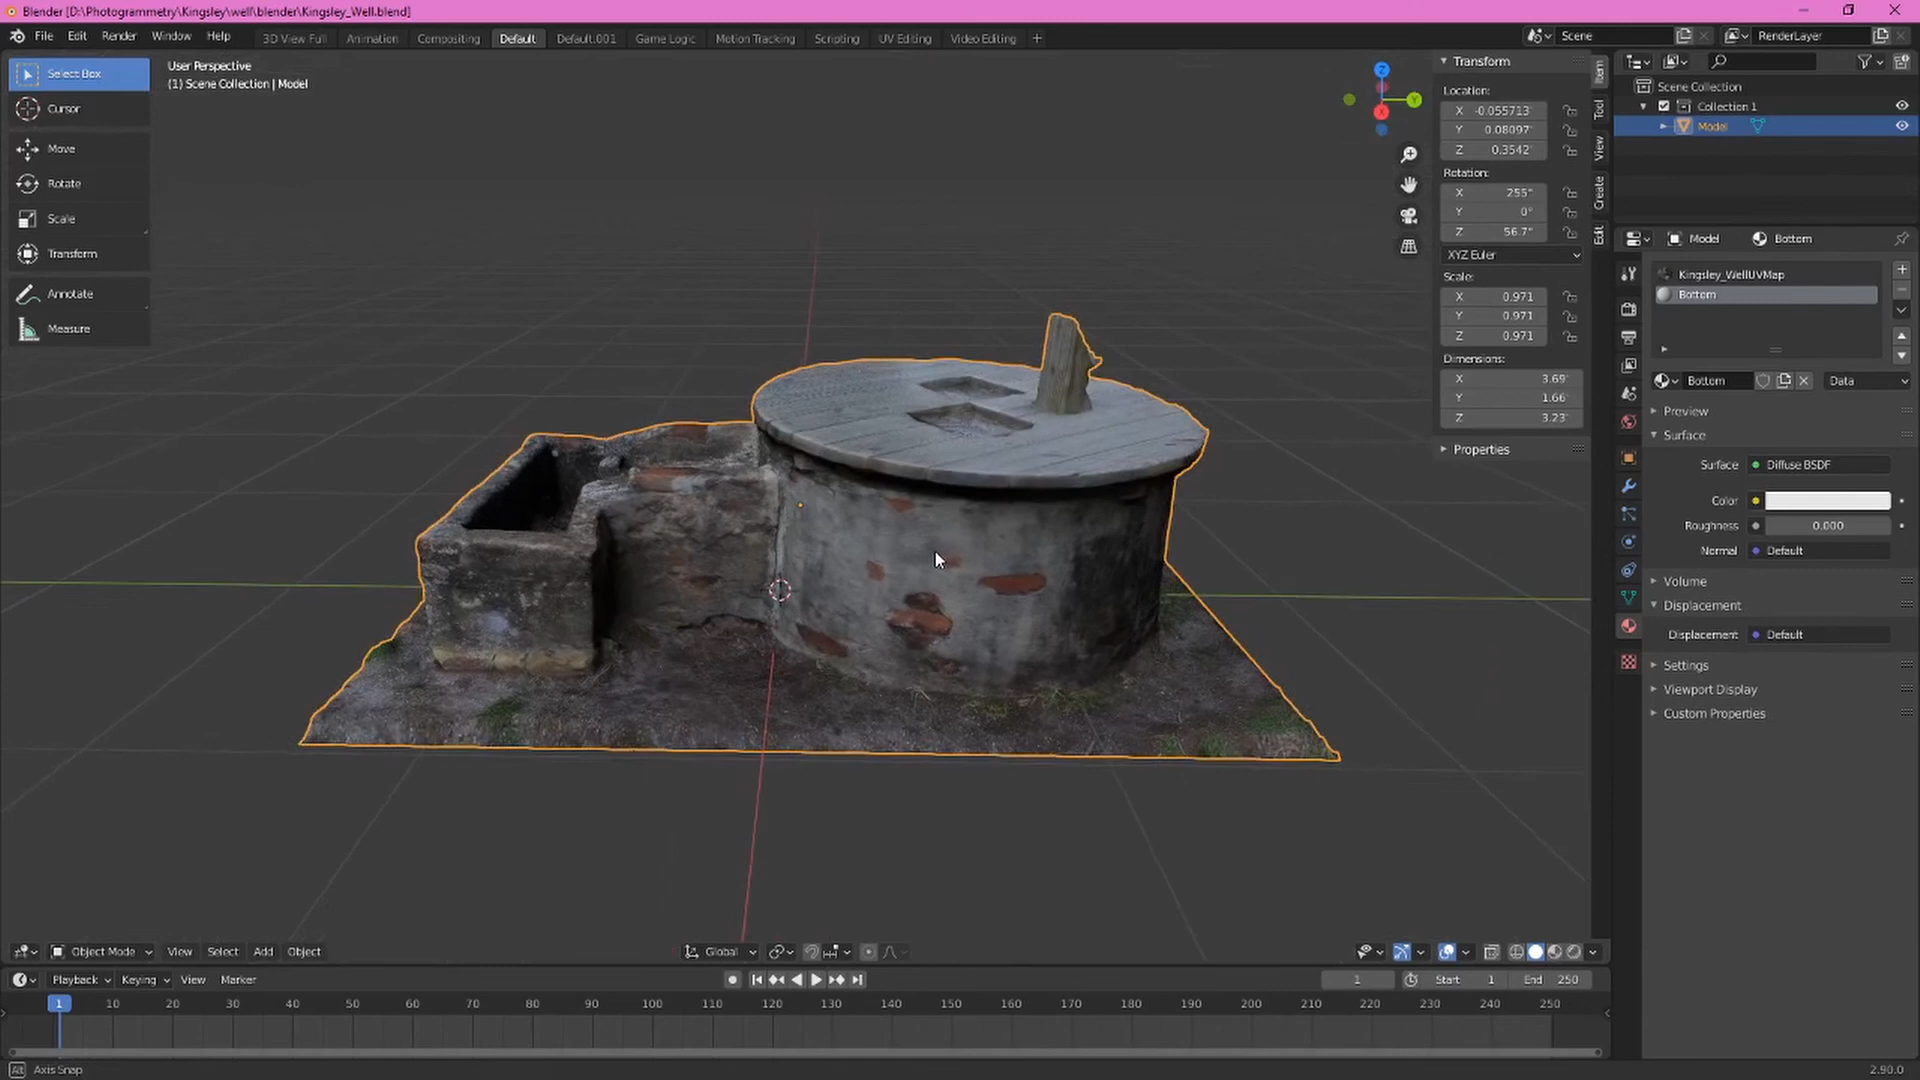 Blender [D:\Photogrammetry\Kingsley\well\blender\Kingsley_Well.blend]
File Edit Render Window Help 3D View Full Animation Compositing Default Default.001 Game Logic Motion Tracking Scripting UV Editing Video Editing + Scene RenderLayer
Select Box
Cursor
Move
Rotate
Scale
Transform
Annotate
Measure
User Perspective
(1) Scene Collection | Model
Z
Y
X
Transform
Location:
X -0.055713'
Y 0.08097'
Z 0.3542'
Rotation:
X 255°
Y 0°
Z 56.7°
XYZ Euler
Scale:
X 0.971
Y 0.971
Z 0.971
Dimensions:
X 3.69'
Y 1.66'
Z 3.23'
Properties
Item
Tool
View
Create
Edit
Scene Collection
Collection 1
Model
Model Bottom
Kingsley_WellUVMap
Bottom
Bottom Data
Preview
Surface
Surface Diffuse BSDF
Color
Roughness 0.000
Normal Default
Volume
Displacement
Displacement Default
Settings
Viewport Display
Custom Properties
Object Mode View Select Add Object Global
Playback Keying View Marker 1 Start 1 End 250
1 10 20 30 40 50 60 70 80 90 100 110 120 130 140 150 160 170 180 190 200 210 220 230 240 250
Alt Axis Snap 2.90.0